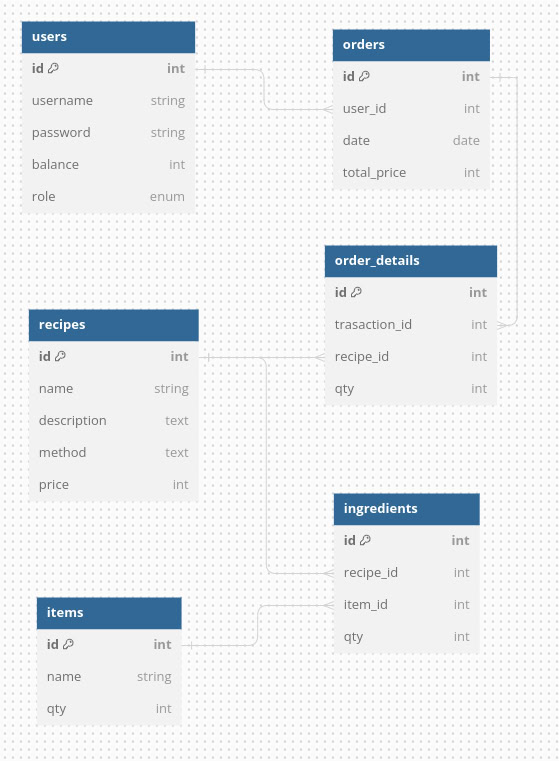 users
id int
username string
password string
balance int
role enum
orders
id int
user_id int
date date
total_price int
order_details
id int
trasaction_id int
recipe_id int
qty int
recipes
id int
name string
description text
method text
price int
ingredients
id int
recipe_id int
item_id int
qty int
items
id int
name string
qty int